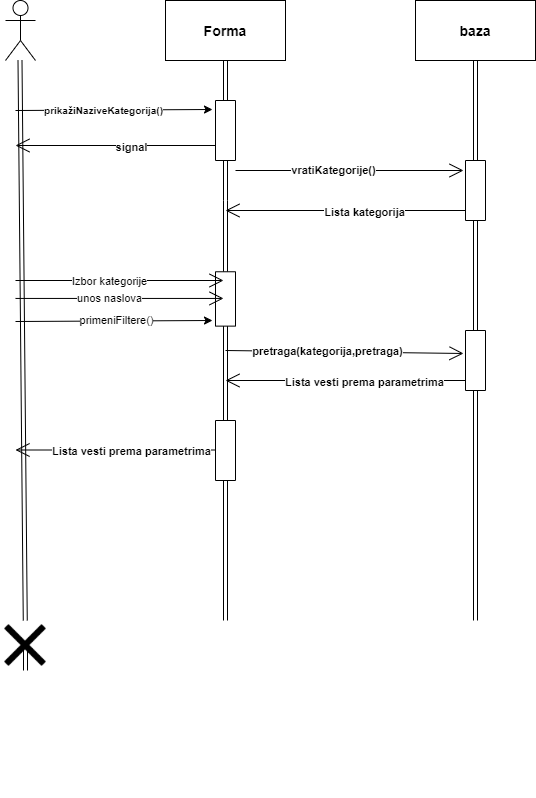 Forma
baza
prikažiNaziveKategorija()
signal
vratiKategorije()
Lista kategorija
Izbor kategorije
unos naslova
primeniFiltere()
pretraga(kategorija,pretraga)
Lista vesti prema parametrima
Lista vesti prema parametrima